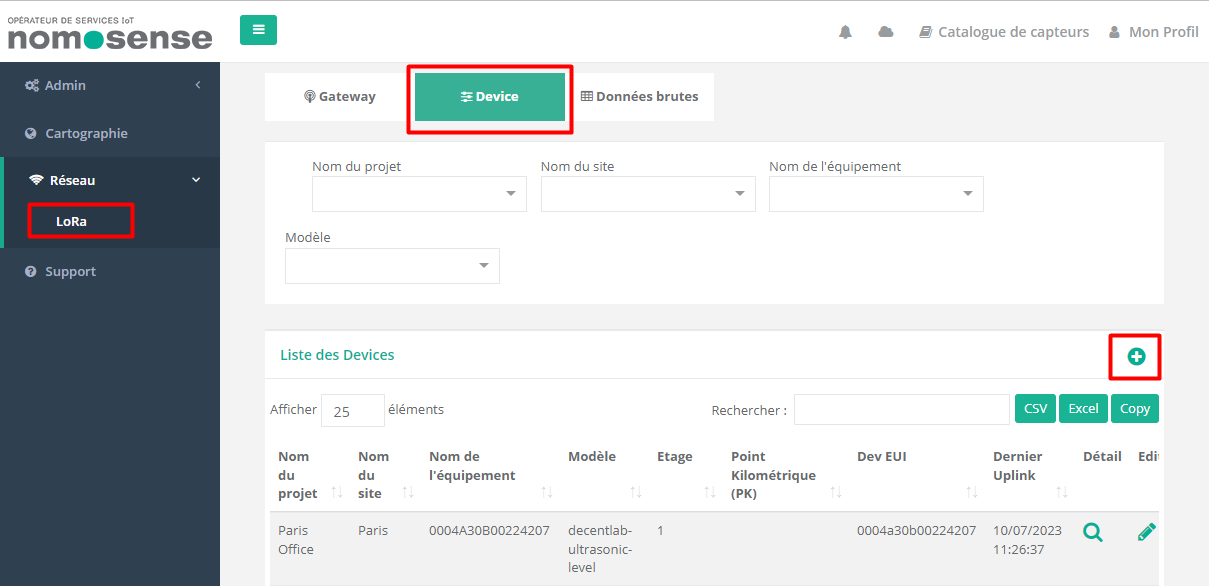 OPÉRATEUR DE SERVICES IoT
nomosense
Catalogue de capteurs
Mon Profil
Admin
Cartographie
Réseau
LoRa
Support
Gateway
Device
Données brutes
Nom du projet
Nom du site
Nom de l'équipement
Modèle
Liste des Devices
Afficher 25 éléments
Rechercher :
CSV
Excel
Copy
Nom
du
projet
Nom
du
site
Nom de
l'équipement
Modèle
Etage
Point
Kilométrique
(PK)
Dev EUI
Dernier
Uplink
Détail
Edit
Paris
Office
Paris
0004A30B00224207
decentlab-
ultrasonic-
level
1
0004a30b00224207
10/07/2023
11:26:37